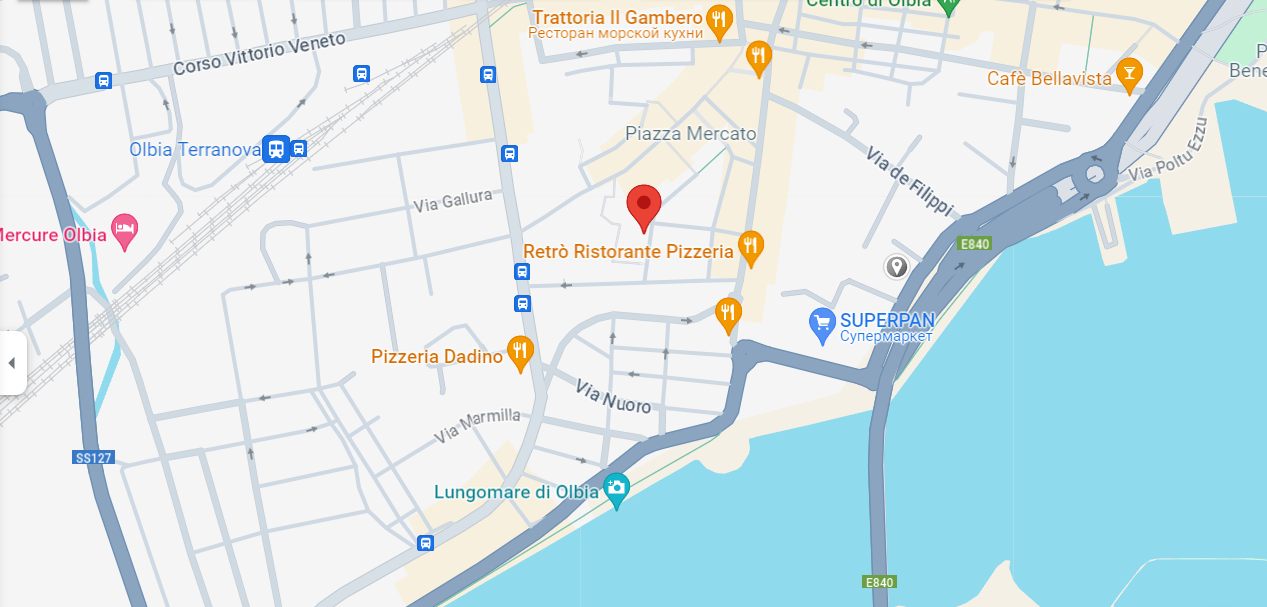 Centro di Olbia
Trattoria Il Gambero
Ресторан морской кухни
Corso Vittorio Veneto
Cafè Bellavista
Bene
Piazza Mercato
Olbia Terranova
Via Poltu Ezzu
Via de Filippi
Via Gallura
Mercure Olbia
E840
Retrò Ristorante Pizzeria
SUPERPAN
Супермаркет
Pizzeria Dadino
Via Nuoro
Via Marmilla
SS127
Lungomare di Olbia
E840